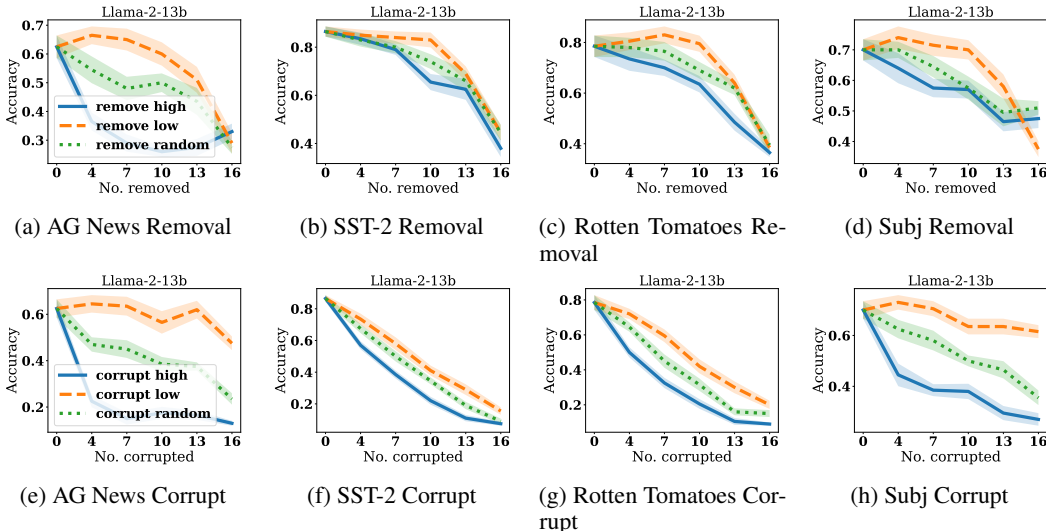 Llama-2-13b
Accuracy
0.7
0.6
0.5
0.4
0.3
remove high
remove low
remove random
0 4 7 10 13 16
No. removed
(a) AG News Removal
Llama-2-13b
Accuracy
0.8
0.6
0.4
0 4 7 10 13 16
No. removed
(b) SST-2 Removal
Llama-2-13b
Accuracy
0.8
0.6
0.4
0 4 7 10 13 16
No. removed
(c) Rotten Tomatoes Re-
moval
Llama-2-13b
Accuracy
0.7
0.6
0.5
0.4
0 4 7 10 13 16
No. removed
(d) Subj Removal
Llama-2-13b
Accuracy
0.6
0.4
0.2
corrupt high
corrupt low
corrupt random
0 4 7 10 13 16
No. corrupted
(e) AG News Corrupt
Llama-2-13b
Accuracy
0.8
0.6
0.4
0.2
0 4 7 10 13 16
No. corrupted
(f) SST-2 Corrupt
Llama-2-13b
Accuracy
0.8
0.6
0.4
0.2
0 4 7 10 13 16
No. corrupted
(g) Rotten Tomatoes Cor-
rupt
Llama-2-13b
Accuracy
0.6
0.4
0 4 7 10 13 16
No. corrupted
(h) Subj Corrupt